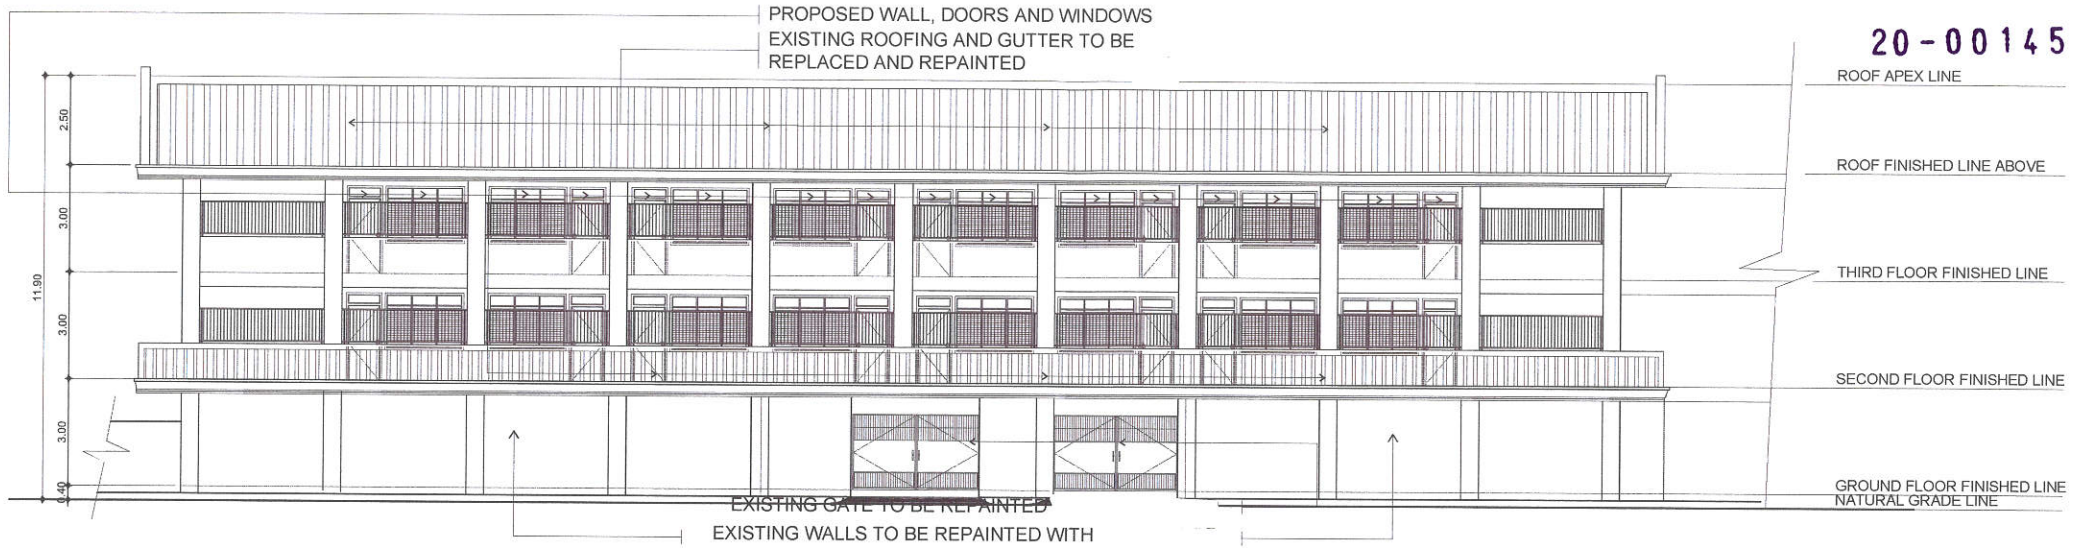 PROPOSED WALL, DOORS AND WINDOWS
EXISTING ROOFING AND GUTTER TO BE
REPLACED AND REPAINTED
20-00145
ROOF APEX LINE
2.50
ROOF FINISHED LINE ABOVE
3.00
11.90
THIRD FLOOR FINISHED LINE
3.00
SECOND FLOOR FINISHED LINE
3.00
0.40
GROUND FLOOR FINISHED LINE
NATURAL GRADE LINE
EXISTING GATE TO BE REPAINTED
EXISTING WALLS TO BE REPAINTED WITH